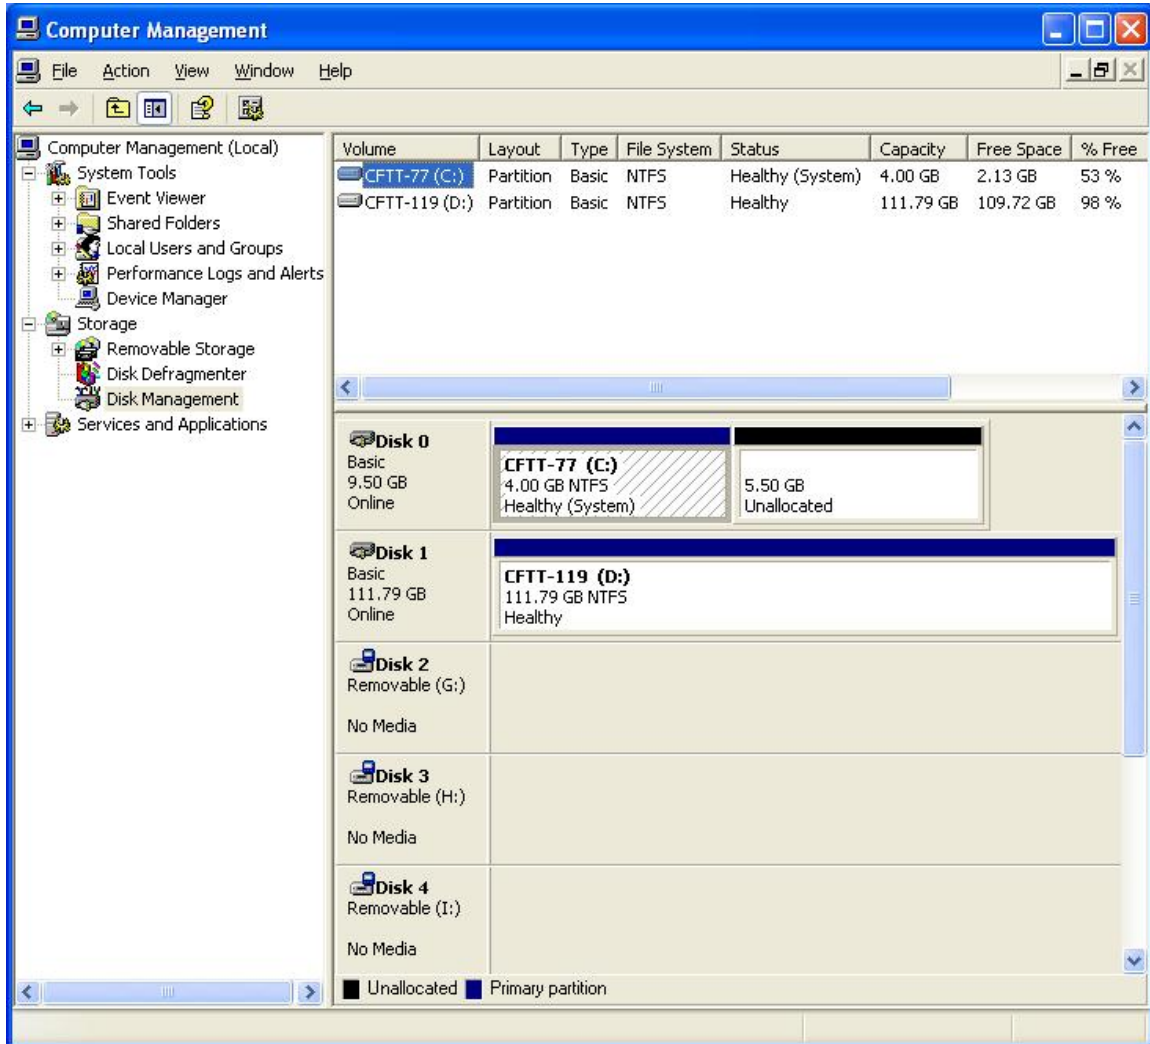 Computer Management
File Action View Window Help
Computer Management (Local)
System Tools
Event Viewer
Shared Folders
Local Users and Groups
Performance Logs and Alerts
Device Manager
Storage
Removable Storage
Disk Defragmenter
Disk Management
Services and Applications
Volume Layout Type File System Status Capacity Free Space % Free
CFTT-77 (C:) Partition Basic NTFS Healthy (System) 4.00 GB 2.13 GB 53 %
CFTT-119 (D:) Partition Basic NTFS Healthy 111.79 GB 109.72 GB 98 %
Disk 0
Basic
9.50 GB
Online
CFTT-77 (C:)
4.00 GB NTFS
Healthy (System)
5.50 GB
Unallocated
Disk 1
Basic
111.79 GB
Online
CFTT-119 (D:)
111.79 GB NTFS
Healthy
Disk 2
Removable (G:)
No Media
Disk 3
Removable (H:)
No Media
Disk 4
Removable (I:)
No Media
Unallocated Primary partition